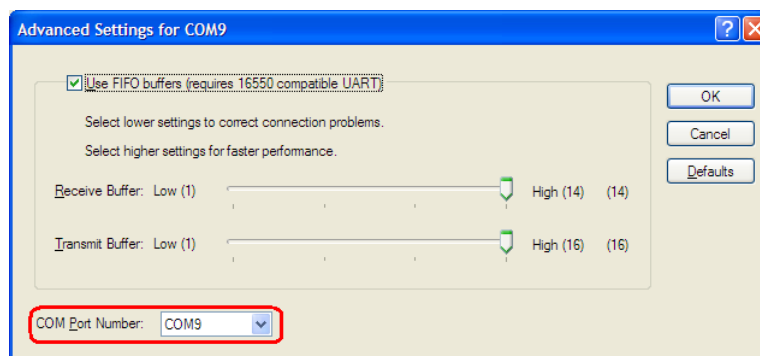 Advanced Settings for COM9
Use FIFO buffers (requires 16550 compatible UART)
OK
Select lower settings to correct connection problems.
Cancel
Select higher settings for faster performance.
Defaults
Receive Buffer: Low (1) High (14) (14)
Transmit Buffer: Low (1) High (16) (16)
COM Port Number: COM9